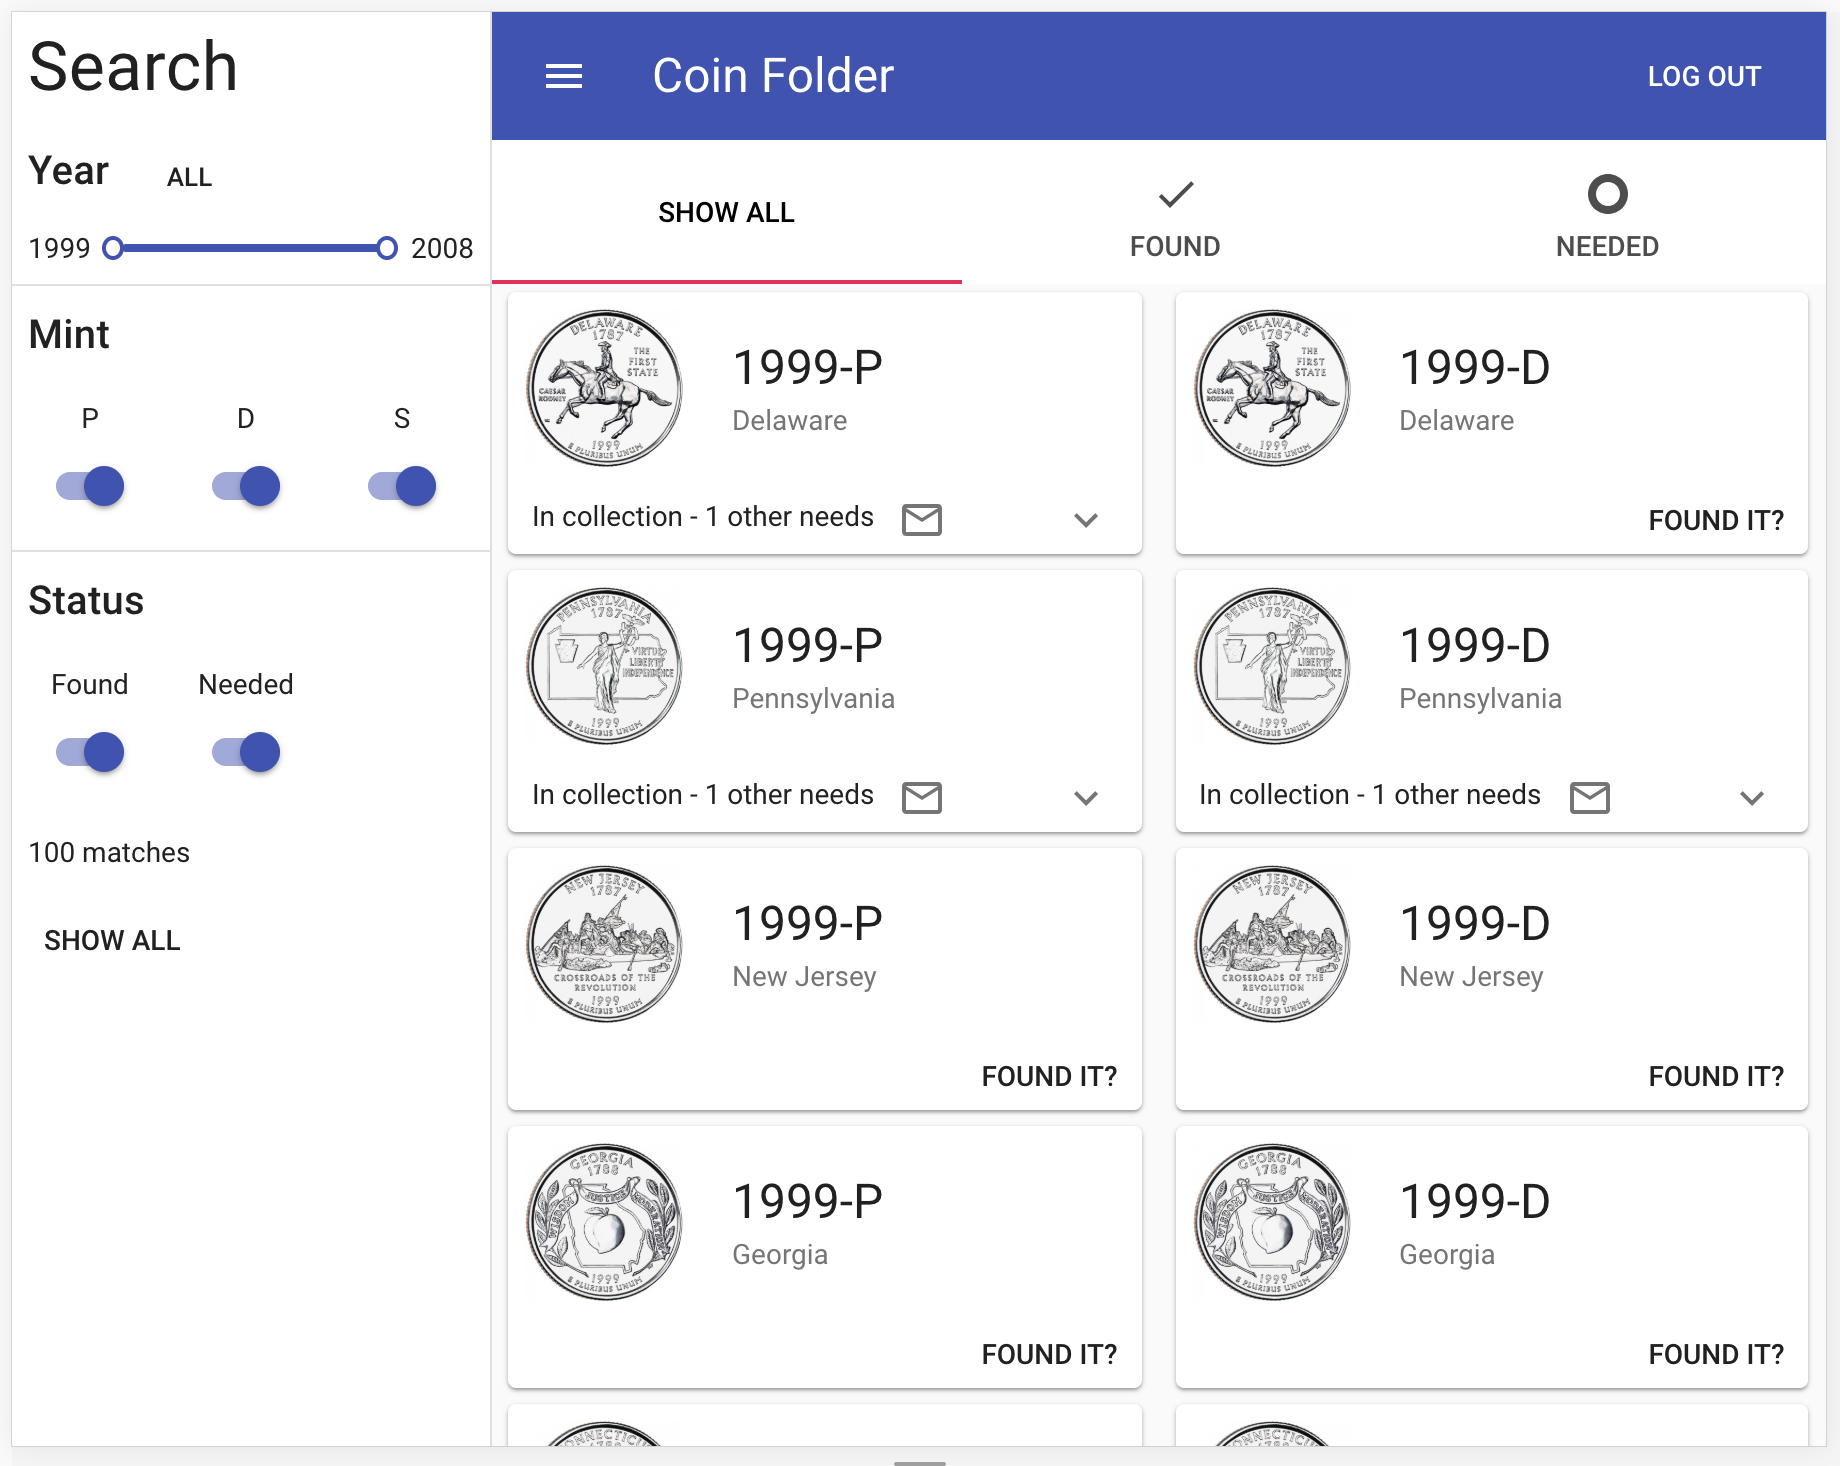 Search
Year ALL
1999 2008
Mint
P D S
Status
Found Needed
100 matches
SHOW ALL
Coin Folder
LOG OUT
SHOW ALL
FOUND
NEEDED
DELAWARE
1787
THE
FIRST
STATE
CAESAR
RODNEY
1999
E PLURIBUS UNUM
1999-P
Delaware
In collection - 1 other needs
DELAWARE
1787
THE
FIRST
STATE
CAESAR
RODNEY
1999
E PLURIBUS UNUM
1999-D
Delaware
FOUND IT?
PENNSYLVANIA
1787
VIRTUE
LIBERTY
INDEPENDENCE
1999
E PLURIBUS UNUM
1999-P
Pennsylvania
In collection - 1 other needs
PENNSYLVANIA
1787
VIRTUE
LIBERTY
INDEPENDENCE
1999
E PLURIBUS UNUM
1999-D
Pennsylvania
In collection - 1 other needs
NEW JERSEY
1787
CROSSROADS OF THE
REVOLUTION
1999
E PLURIBUS UNUM
1999-P
New Jersey
FOUND IT?
NEW JERSEY
1787
CROSSROADS OF THE
REVOLUTION
1999
E PLURIBUS UNUM
1999-D
New Jersey
FOUND IT?
GEORGIA
1788
WISDOM JUSTICE MODERATION
1999
E PLURIBUS UNUM
1999-P
Georgia
FOUND IT?
GEORGIA
1788
WISDOM JUSTICE MODERATION
1999
E PLURIBUS UNUM
1999-D
Georgia
FOUND IT?
CONNECTICUT
1788
CONNECTICUT
1788